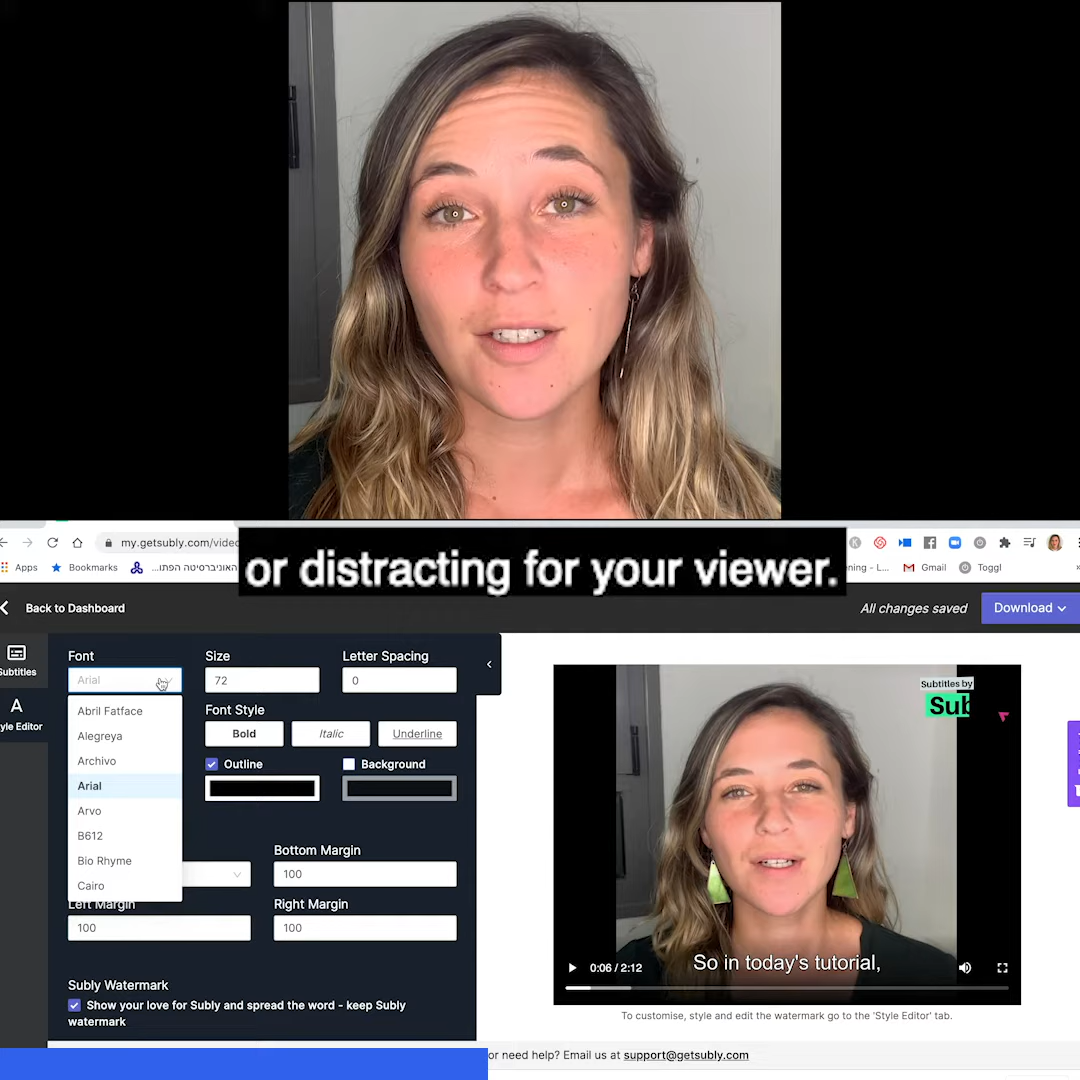 or distracting for your viewer.
my.getsubly.com/video
Apps
Bookmarks
...האוניברסיטה הפתו
ning - L...
Gmail
Toggl
Back to Dashboard
All changes saved
Download
Subtitles
A
yle Editor
Font
Size
Letter Spacing
Arial
72
0
Abril Fatface
Alegreya
Archivo
Arial
Arvo
B612
Bio Rhyme
Cairo
Font Style
Bold
Italic
Underline
Outline
Background
Bottom Margin
100
Left Margin
Right Margin
100
100
Subly Watermark
Show your love for Subly and spread the word - keep Subly
watermark
Subtitles by
Sub
So in today's tutorial,
0:06 / 2:12
To customise, style and edit the watermark go to the 'Style Editor' tab.
or need help? Email us at support@getsubly.com